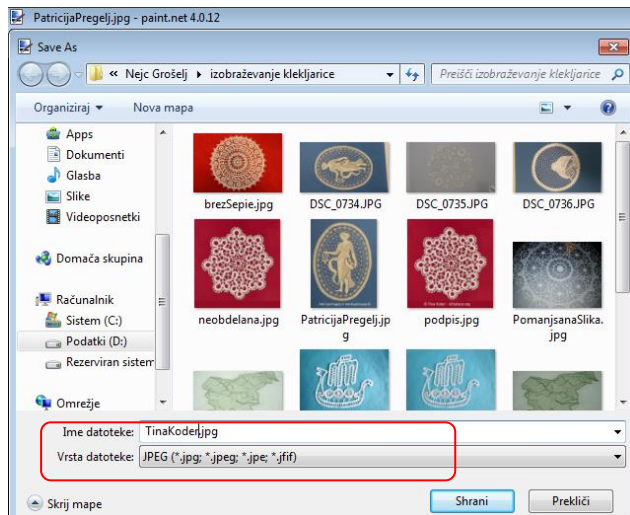 PatricijaPregelj.jpg - paint.net 4.0.12
Save As
« Nejc Grošelj ▸ izobraževanje klekljarice
Preišči izobraževanje klekljarice
Organiziraj
Nova mapa
Apps
Dokumenti
Glasba
Slike
Videoposnetki
Domača skupina
Računalnik
Sistem (C:)
Podatki (D:)
Rezerviran sistem
Omrežje
brezSepie.jpg
DSC_0734.JPG
DSC_0735.JPG
DSC_0736.JPG
neobdelana.jpg
PatricijaPregelj.jp
g
podpis.jpg
PomanjsanaSlika.
jpg
Ime datoteke: TinaKoder.jpg
Vrsta datoteke: JPEG (*.jpg; *.jpeg; *.jpe; *.jfif)
Skrij mape
Shrani
Prekliči